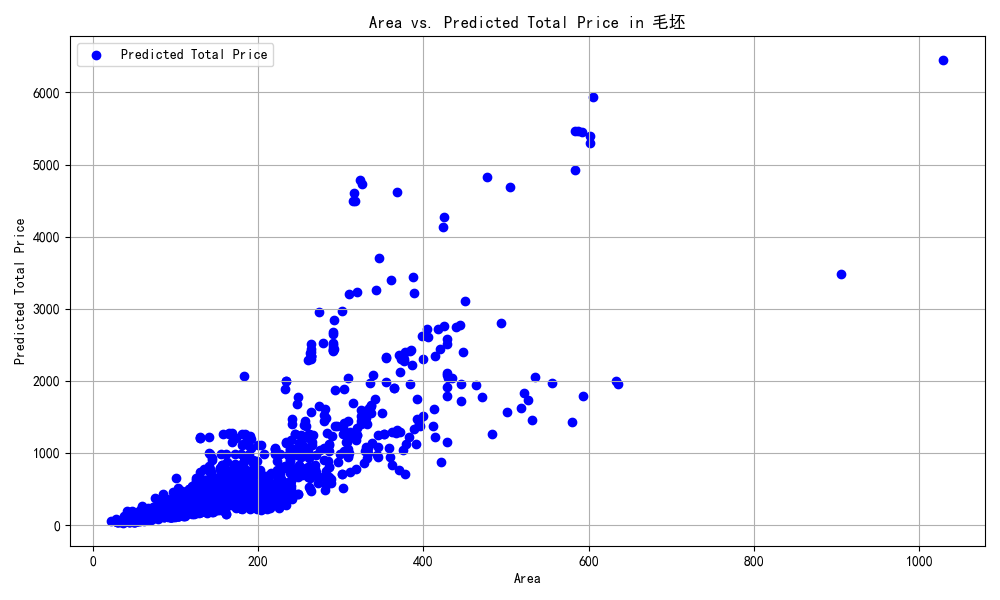 Area vs. Predicted Total Price in 毛坯
Predicted Total Price
Predicted Total Price
6000
5000
4000
3000
2000
1000
0
0 200 400 600 800 1000
Area